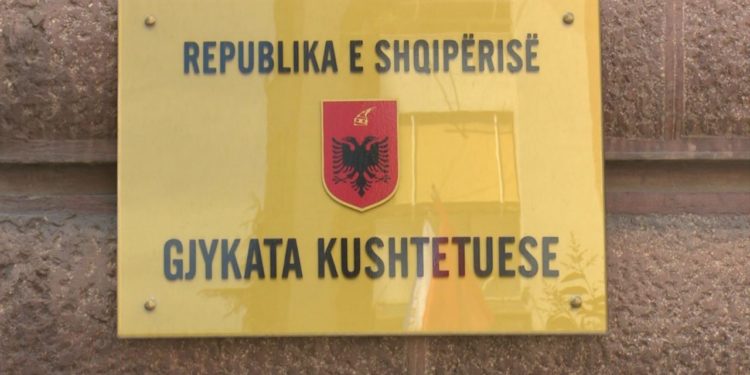 REPUBLIKA E SHQIPËRISË
GJYKATA KUSHTETUESE